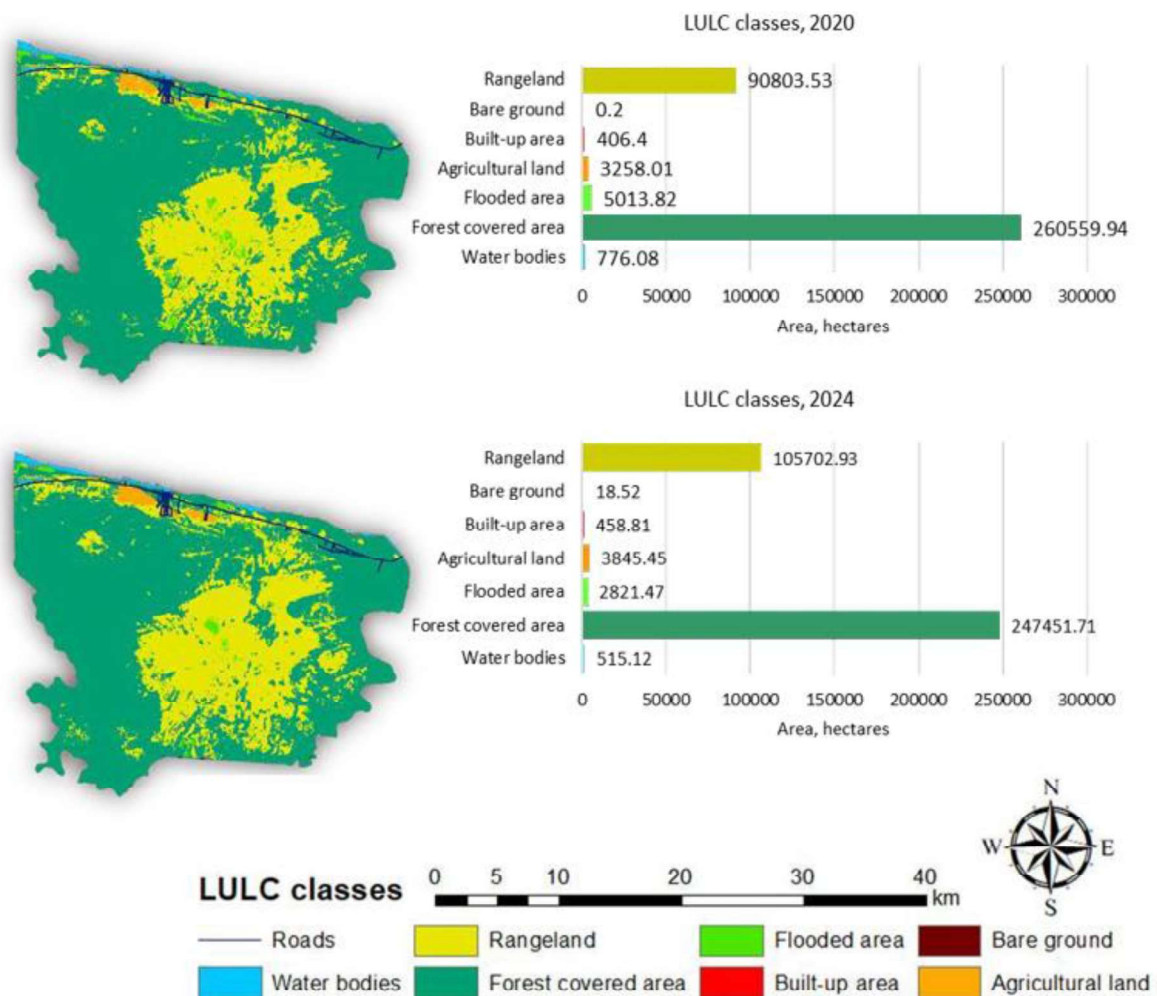 LULC classes, 2020
Rangeland 90803.53
Bare ground 0.2
Built-up area 406.4
Agricultural land 3258.01
Flooded area 5013.82
Forest covered area 260559.94
Water bodies 776.08
0 50000 100000 150000 200000 250000 300000
Area, hectares
LULC classes, 2024
Rangeland 105702.93
Bare ground 18.52
Built-up area 458.81
Agricultural land 3845.45
Flooded area 2821.47
Forest covered area 247451.71
Water bodies 515.12
0 50000 100000 150000 200000 250000 300000
Area, hectares
N
W E
S
LULC classes 0 5 10 20 30 40
km
Roads Rangeland Flooded area Bare ground
Water bodies Forest covered area Built-up area Agricultural land